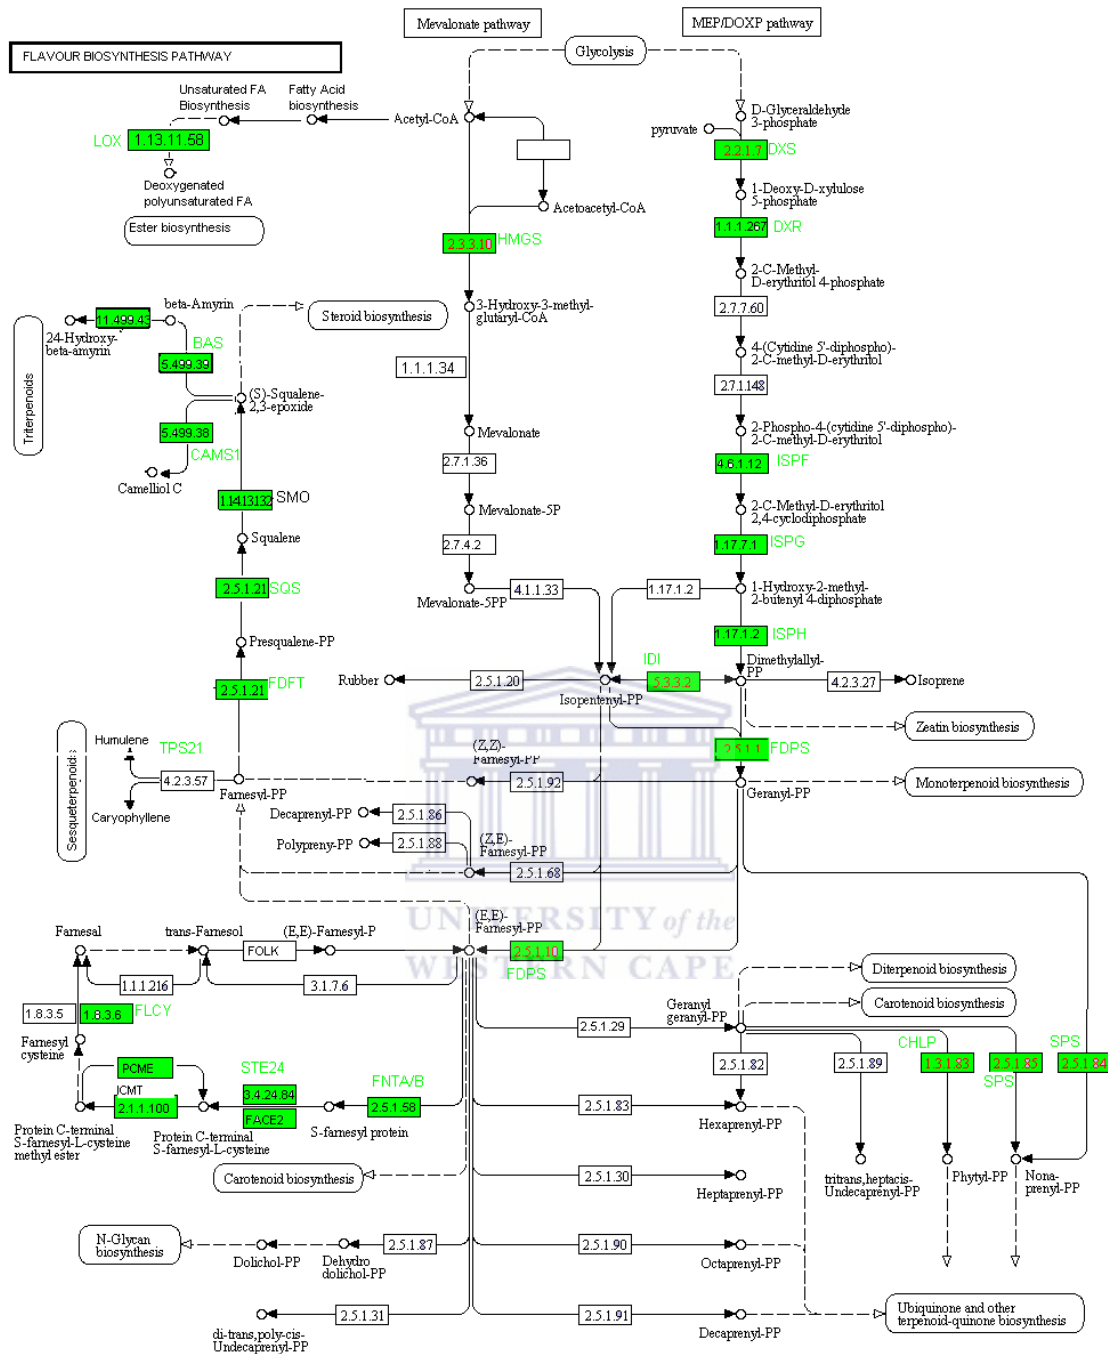 Mevalonate pathway
MEP/DOXP pathway
FLAVOUR BIOSYNTHESIS PATHWAY
Glycolysis
Unsaturated FA
Biosynthesis
Fatty Acid
biosynthesis
Acetyl-CoA
D-Glyceraldehyde
3-phosphate
pyruvate
LOX
1.13.11.58
2.2.1.7
DXS
Deoxygenated
polyunsaturated FA
1-Deoxy-D-xylulose
5-phosphate
Acetoacetyl-CoA
Ester biosynthesis
2.3.3.10
HMGS
1.1.1.267
DXR
2-C-Methyl-
D-erythritol 4-phosphate
beta-Amyrin
Steroid biosynthesis
3-Hydroxy-3-methyl-
glutaryl-CoA
2.7.7.60
11.499.43
24-Hydroxy-
beta-amyrin
BAS
5.499.39
1.1.1.34
4-(Cytidine 5'-diphospho)-
2-C-methyl-D-erythritol
2.7.1.148
Triterpenoids
(S)-Squalene-
2,3-epoxide
5.499.38
CAMS1
Mevalonate
2-Phospho-4-(cytidine 5'-diphospho)-
2-C-methyl-D-erythritol
2.7.1.36
4.6.1.12
ISPF
Camelliol C
1.14.13.132
SMO
Mevalonate-5P
2-C-Methyl-D-erythritol
2,4-cyclodiphosphate
Squalene
2.7.4.2
1.17.7.1
ISPG
2.5.1.21
SQS
4.1.1.33
1.17.1.2
Mevalonate-5PP
1-Hydroxy-2-methyl-
2-butenyl 4-diphosphate
Presqualene-PP
1.17.1.2
ISPH
IDI
Dimethylallyl-
PP
Rubber
2.5.1.20
5.3.3.2
4.2.3.27
Isoprene
2.5.1.21
FDFT
Isopentenyl-PP
Zeatin biosynthesis
Humulene
TPS21
(Z,Z)-
Farnesyl-PP
2.5.1.1
FDPS
4.2.3.57
Farnesyl-PP
2.5.1.92
Geranyl-PP
Monoterpenoid biosynthesis
Sesqueterpenoids
Caryophyllene
Decaprenyl-PP
2.5.1.86
Polypreny-PP
2.5.1.88
(Z,E)-
Farnesyl-PP
2.5.1.68
UNIVERSITY of the
WESTERN CAPE
Farnesal
trans-Farnesol
(E,E)-Farnesyl-P
(E,E)-
Farnesyl-PP
FOLK
2.5.1.10
FDPS
Diterpenoid biosynthesis
1.1.1.216
3.1.7.6
Carotenoid biosynthesis
1.8.3.5
1.8.3.6
FLCY
Geranyl
geranyl-PP
2.5.1.29
Farnesyl
cysteine
CHLP
SPS
PCME
STE24
2.5.1.82
2.5.1.89
1.3.1.83
2.5.1.85
2.5.1.84
FNTA/B
SPS
ICMT
3.4.24.84
2.1.1.100
FACE2
2.5.1.58
2.5.1.83
Hexaprenyl-PP
Protein C-terminal
S-farnesyl-L-cysteine
methyl ester
Protein C-terminal
S-farnesyl-L-cysteine
S-farnesyl protein
Carotenoid biosynthesis
2.5.1.30
Heptaprenyl-PP
tritrans,heptacis-
Undecaprenyl-PP
Phytyl-PP
Nona-
prenyl-PP
N-Glycan
biosynthesis
Dolichol-PP
Dehydro
dolichol-PP
2.5.1.87
2.5.1.90
Octaprenyl-PP
di-trans,poly-cis-
Undecaprenyl-PP
2.5.1.31
2.5.1.91
Decaprenyl-PP
Ubiquinone and other
terpenoid-quinone biosynthesis